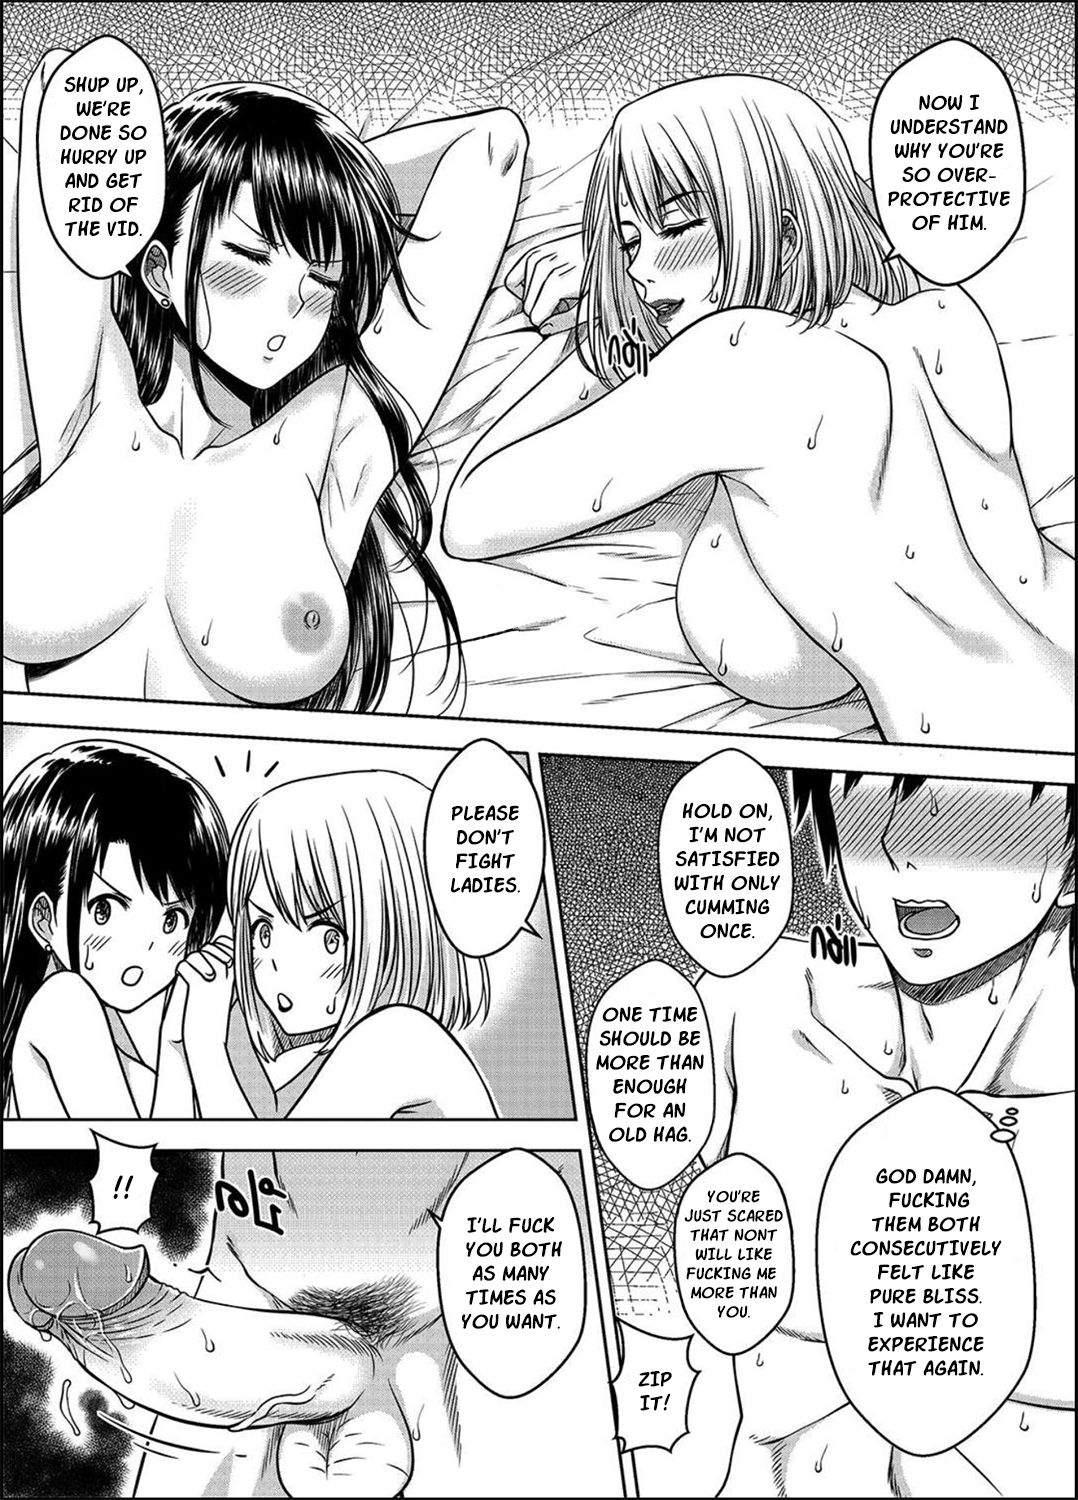 SHUP UP,
WE'RE
DONE SO
HURRY UP
AND GET
RID OF
THE VID.
NOW I
UNDERSTAND
WHY YOU'RE
SO OVER-
PROTECTIVE
OF HIM.
PLEASE
DON'T
FIGHT
LADIES.
HOLD ON,
I'M NOT
SATISFIED
WITH ONLY
CUMMING
ONCE.
ONE TIME
SHOULD BE
MORE THAN
ENOUGH
FOR AN
OLD HAG.
YOU'RE
JUST SCARED
THAT NONT
WILL LIKE
FUCKING ME
MORE THAN
YOU.
ZIP
IT!
GOD DAMN,
FUCKING
THEM BOTH
CONSECUTIVELY
FELT LIKE
PURE BLISS.
I WANT TO
EXPERIENCE
THAT AGAIN.
!!
I'LL FUCK
YOU BOTH
AS MANY
TIMES AS
YOU WANT.